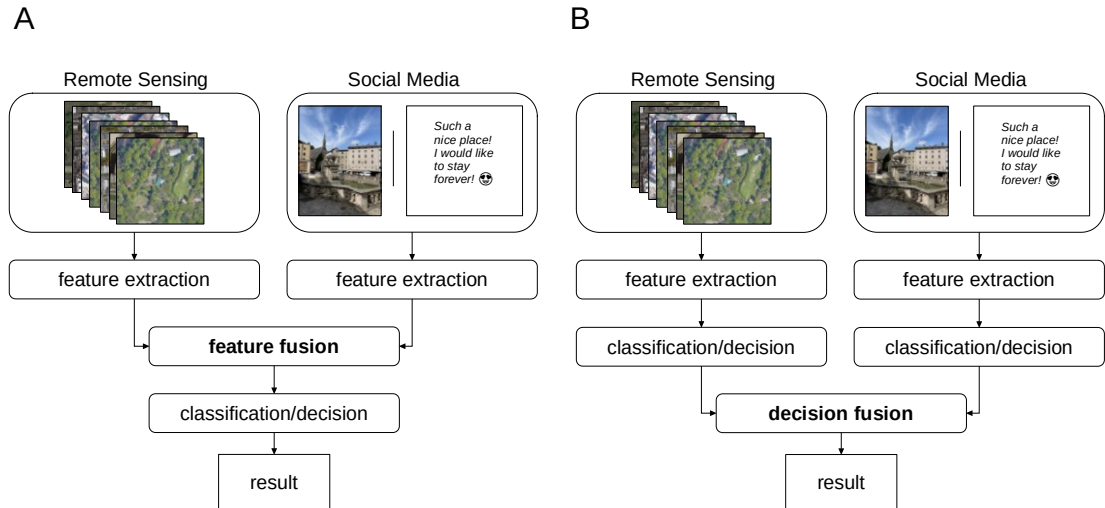 A
Remote Sensing
Social Media
Such a
nice place!
I would like
to stay
forever! 😍
feature extraction
feature extraction
feature fusion
classification/decision
result
B
Remote Sensing
Social Media
Such a
nice place!
I would like
to stay
forever! 😍
feature extraction
feature extraction
classification/decision
classification/decision
decision fusion
result